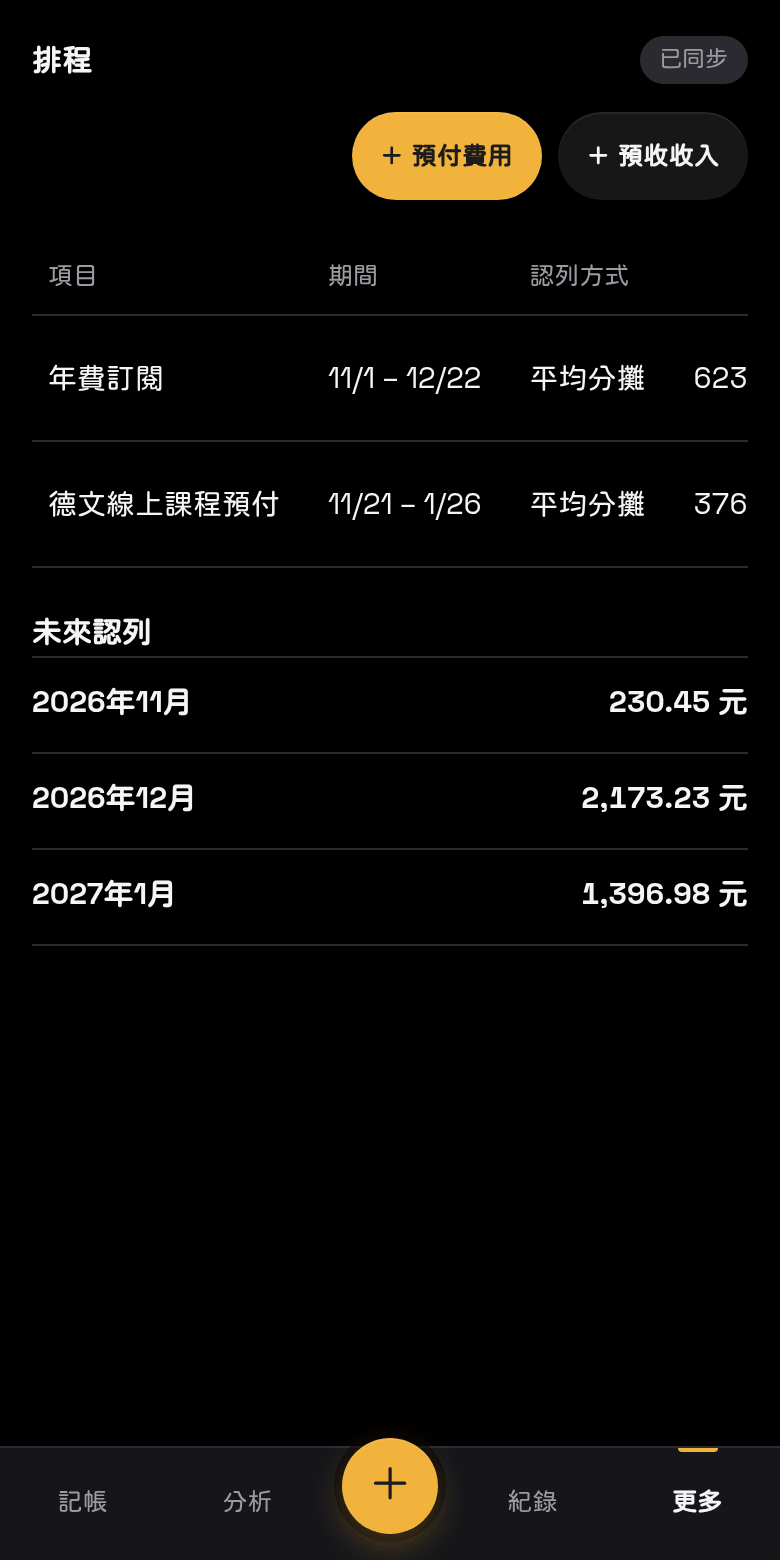 排程
已同步
+ 預付費用
+ 預收收入
項目 期間 認列方式
年費訂閱 11/1 – 12/22 平均分攤 623
德文線上課程預付 11/21 – 1/26 平均分攤 376
未來認列
2026年11月 230.45 元
2026年12月 2,173.23 元
2027年1月 1,396.98 元
記帳 分析 + 紀錄 更多